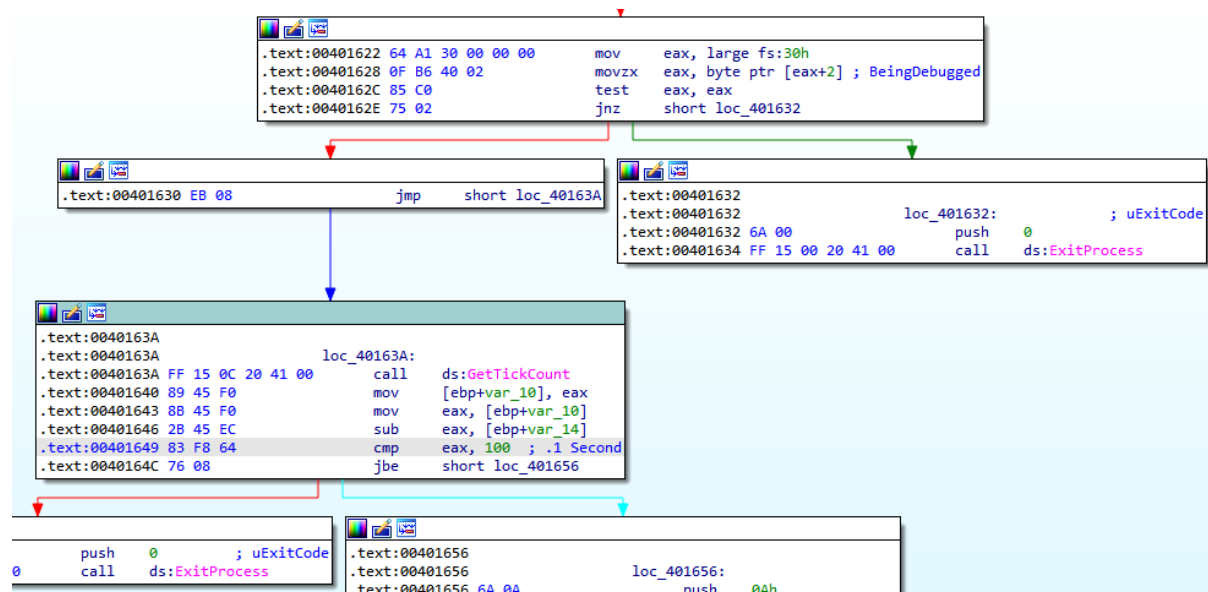 .text:00401622 64 A1 30 00 00 00 mov eax, large fs:30h
.text:00401628 0F B6 40 02 movzx eax, byte ptr [eax+2] ; BeingDebugged
.text:0040162C 85 C0 test eax, eax
.text:0040162E 75 02 jnz short loc_401632
.text:00401630 EB 08 jmp short loc_40163A
.text:00401632
.text:00401632 loc_401632: ; uExitCode
.text:00401632 6A 00 push 0
.text:00401634 FF 15 00 20 41 00 call ds:ExitProcess
.text:0040163A
.text:0040163A loc_40163A:
.text:0040163A FF 15 0C 20 41 00 call ds:GetTickCount
.text:00401640 89 45 F0 mov [ebp+var_10], eax
.text:00401643 8B 45 F0 mov eax, [ebp+var_10]
.text:00401646 2B 45 EC sub eax, [ebp+var_14]
.text:00401649 83 F8 64 cmp eax, 100 ; .1 Second
.text:0040164C 76 08 jbe short loc_401656
push 0 ; uExitCode
0 call ds:ExitProcess
.text:00401656
.text:00401656 loc_401656:
.text:00401656 6A 0A push 0Ah